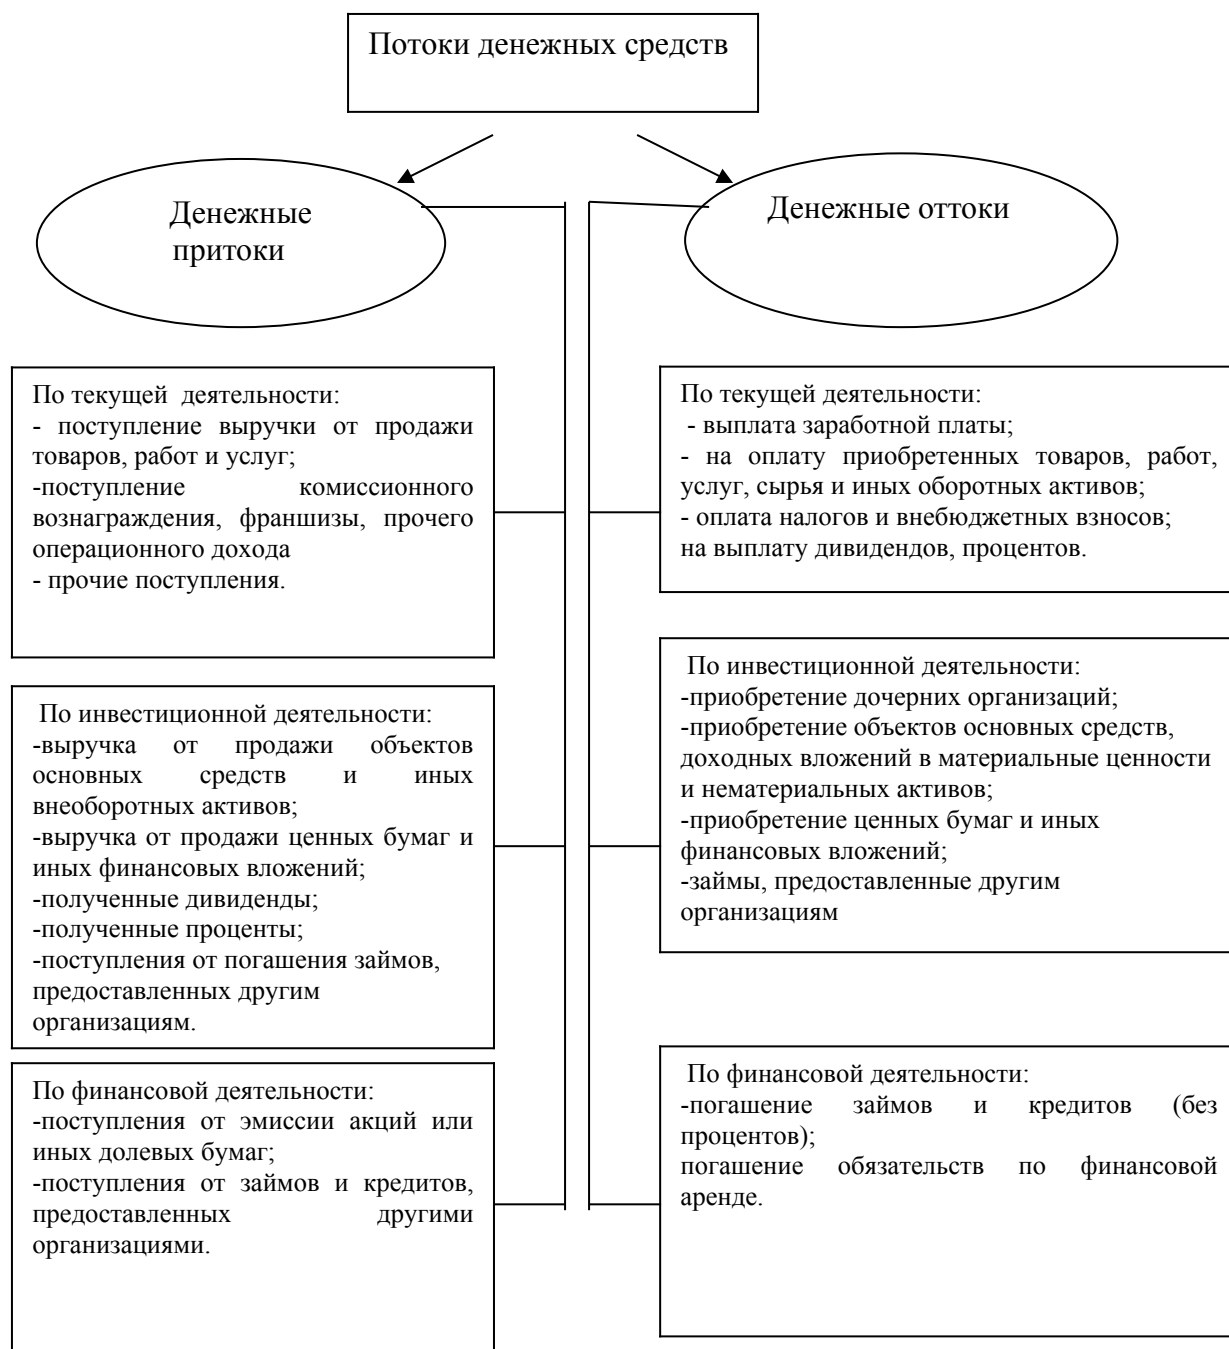 Потоки денежных средств
Денежные
притоки
Денежные оттоки
По текущей  деятельности:
- поступление выручки от продажи
товаров, работ и услуг;
-поступление комиссионного
вознаграждения, франшизы, прочего
операционного дохода
- прочие поступления.
По инвестиционной деятельности:
-выручка от продажи объектов
основных средств и иных
внеоборотных активов;
-выручка от продажи ценных бумаг и
иных финансовых вложений;
-полученные дивиденды;
-полученные проценты;
-поступления от погашения займов,
предоставленных другим
организациям.
По финансовой деятельности:
-поступления от эмиссии акций или
иных долевых бумаг;
-поступления от займов и кредитов,
предоставленных другими
организациями.
По текущей деятельности:
- выплата заработной платы;
- на оплату приобретенных товаров, работ,
услуг, сырья и иных оборотных активов;
- оплата налогов и внебюджетных взносов;
на выплату дивидендов, процентов.
По инвестиционной деятельности:
-приобретение дочерних организаций;
-приобретение объектов основных средств,
доходных вложений в материальные ценности
и нематериальных активов;
-приобретение ценных бумаг и иных
финансовых вложений;
-займы, предоставленные другим
организациям
По финансовой деятельности:
-погашение займов и кредитов (без
процентов);
погашение обязательств по финансовой
аренде.